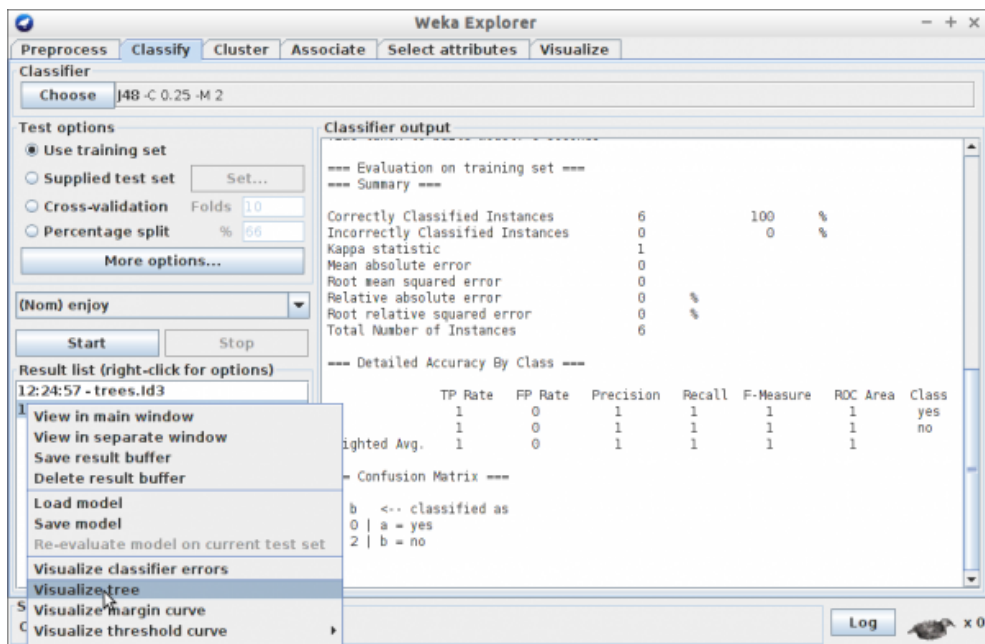 Weka Explorer
Preprocess Classify Cluster Associate Select attributes Visualize
Classifier
Choose J48 -C 0.25 -M 2
Test options
Use training set
Supplied test set Set...
Cross-validation Folds 10
Percentage split % 66
More options...
(Nom) enjoy
Start Stop
Result list (right-click for options)
12:24:57 - trees.Id3
1
View in main window
View in separate window
Save result buffer
Delete result buffer
Load model
Save model
Re-evaluate model on current test set
Visualize classifier errors
Visualize tree
Visualize margin curve
Visualize threshold curve
Classifier output
=== Evaluation on training set ===
=== Summary ===
Correctly Classified Instances 6 100 %
Incorrectly Classified Instances 0 0 %
Kappa statistic 1
Mean absolute error 0
Root mean squared error 0
Relative absolute error 0 %
Root relative squared error 0 %
Total Number of Instances 6
=== Detailed Accuracy By Class ===
TP Rate FP Rate Precision Recall F-Measure ROC Area Class
1 0 1 1 1 1 yes
1 0 1 1 1 1 no
ighted Avg. 1 0 1 1 1 1
= Confusion Matrix ===
b <-- classified as
0 | a = yes
2 | b = no
S
Log x 0